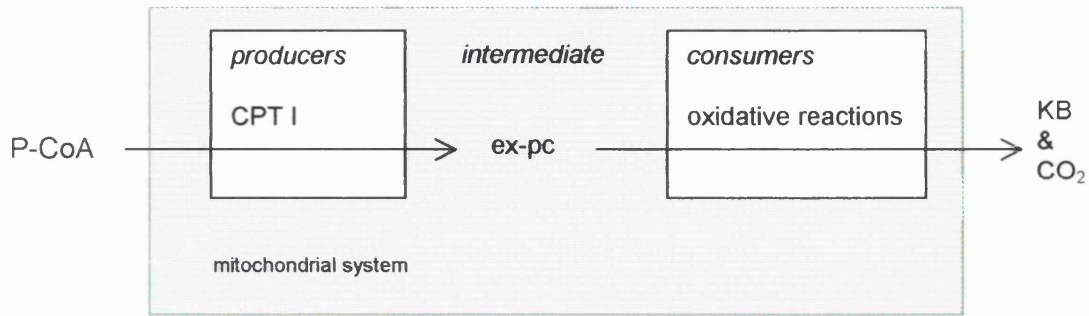 producers
intermediate
consumers
CPT I
oxidative reactions
P-CoA
ex-pc
KB
&
CO₂
mitochondrial system